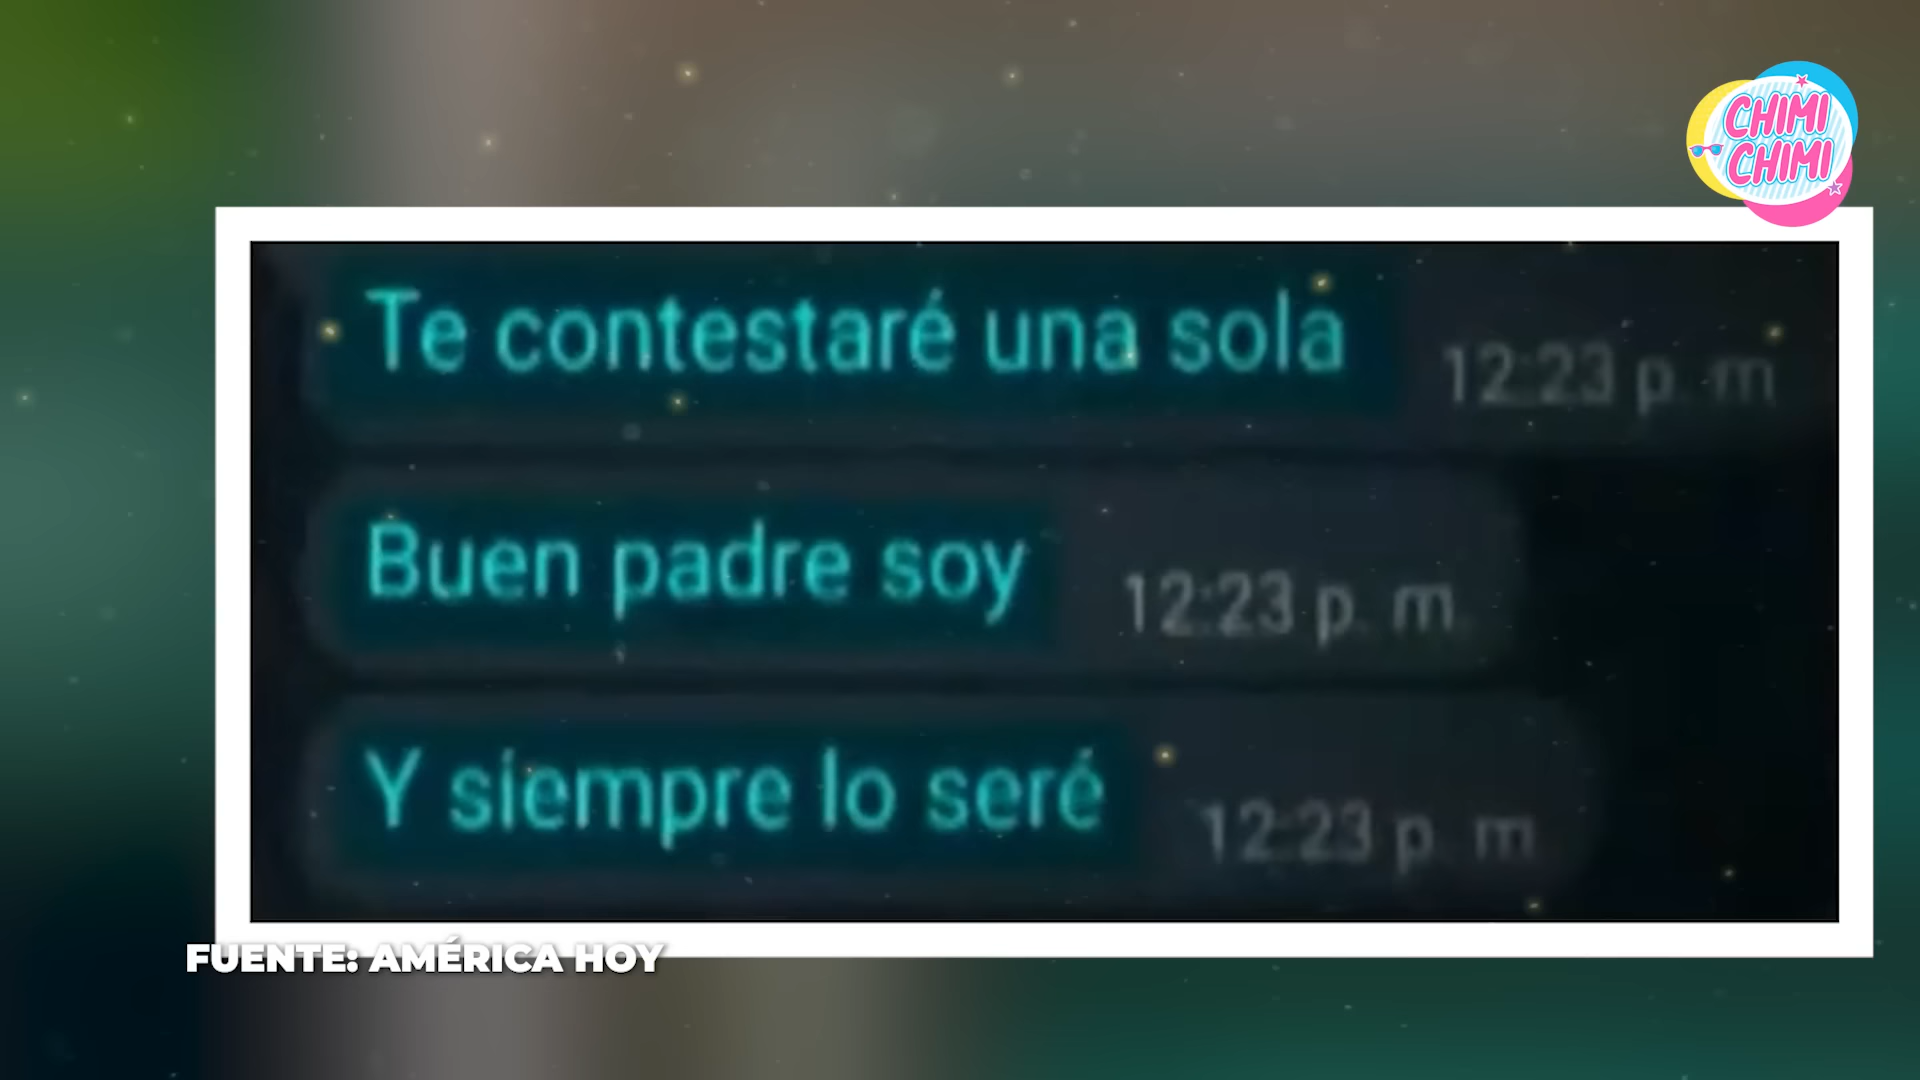 CHIMI
CHIMI
Te contestaré una sola
12:23 p. m
Buen padre soy
12:23 p. m
Y siempre lo seré
12:23 p. m
FUENTE: AMÉRICA HOY